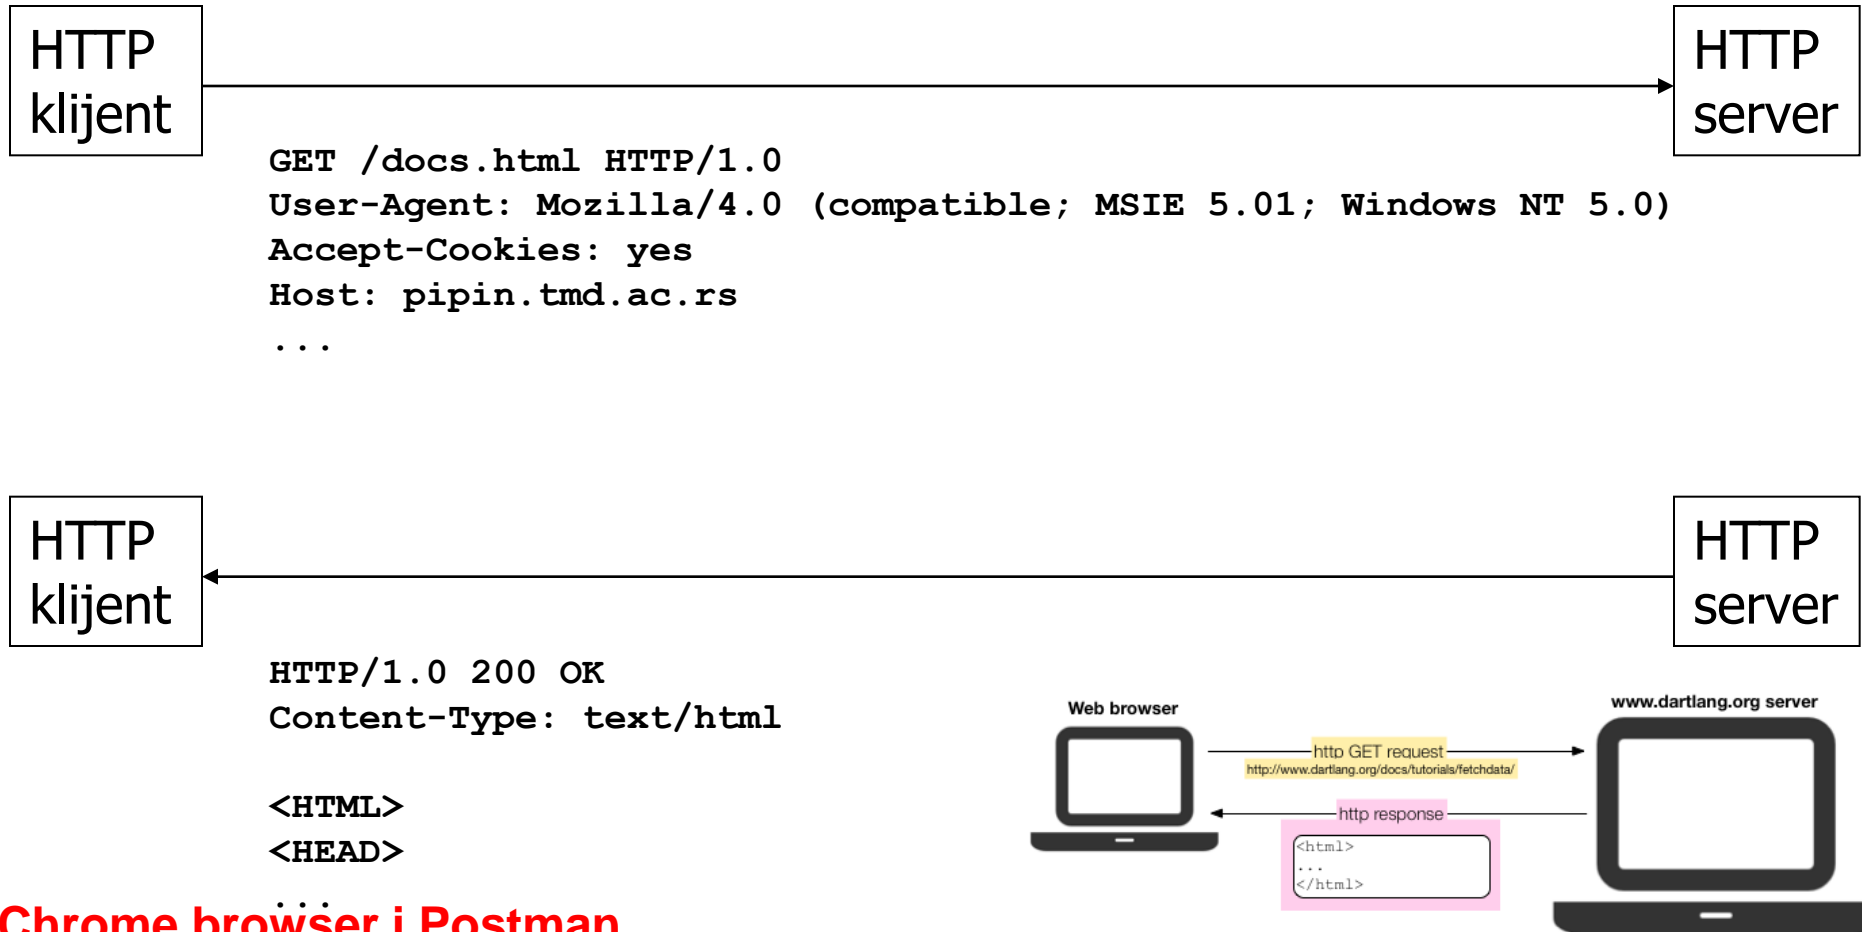 HTTP
klijent
HTTP
server
GET /docs.html HTTP/1.0
User-Agent: Mozilla/4.0 (compatible; MSIE 5.01; Windows NT 5.0)
Accept-Cookies: yes
Host: pipin.tmd.ac.rs
...
HTTP
klijent
HTTP
server
HTTP/1.0 200 OK
Content-Type: text/html
<HTML>
<HEAD>
...
Web browser
www.dartlang.org server
http GET request
http://www.dartlang.org/docs/tutorials/fetchdata/
http response
<html>
...
</html>
Chrome browser i Postman